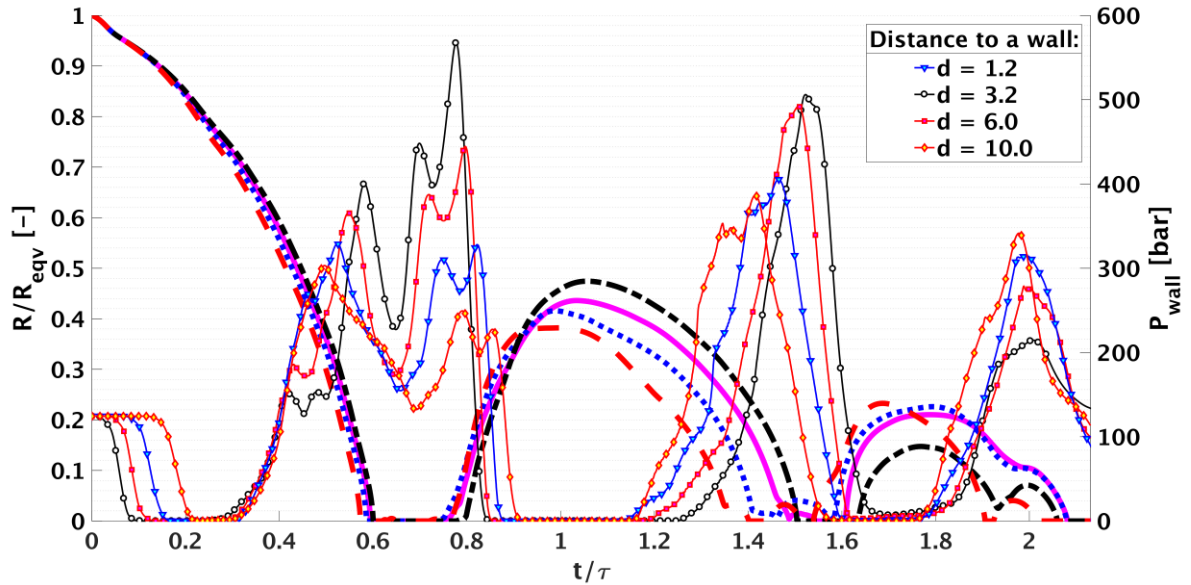 R/R_eqv [-]
1
0.9
0.8
0.7
0.6
0.5
0.4
0.3
0.2
0.1
0
0 0.2 0.4 0.6 0.8 1 1.2 1.4 1.6 1.8 2
t/τ
Distance to a wall:
d = 1.2
d = 3.2
d = 6.0
d = 10.0
600
500
400
300
200
100
0
P_wall [bar]